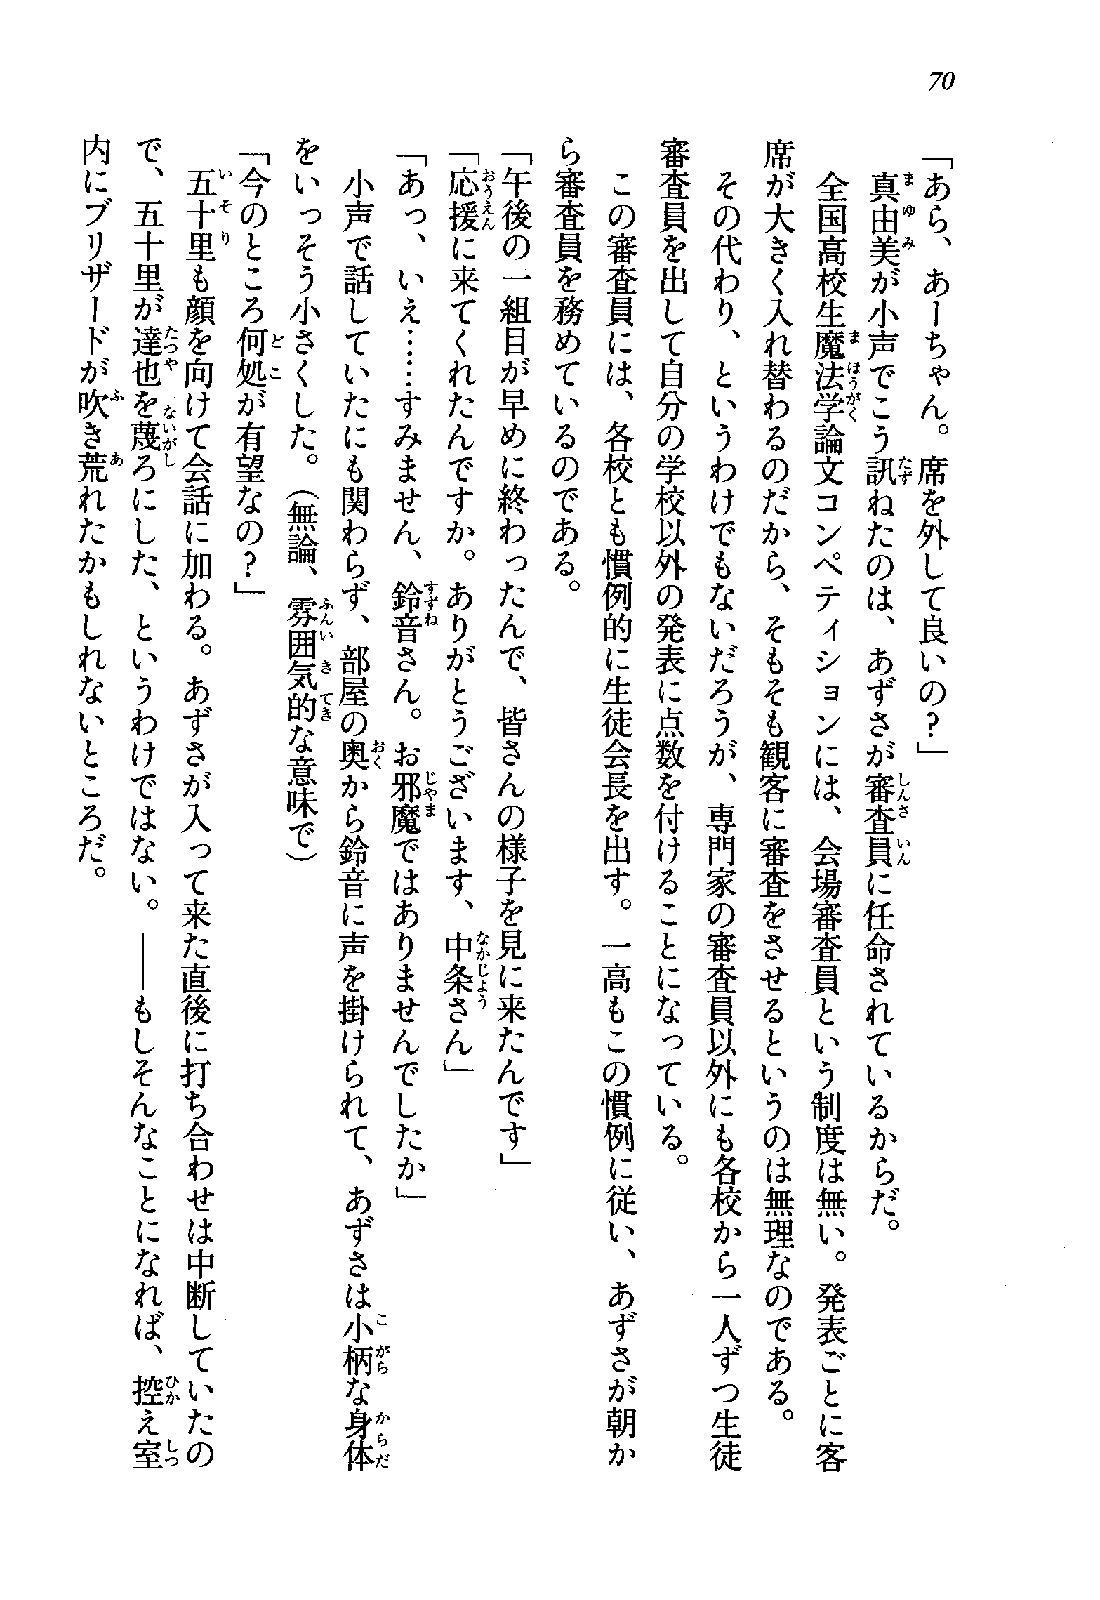 70
「あら、あーちゃん。席を外して良いの？」
真由美が小声でこう訊ねたのは、あずさが審査員に任命されているからだ。
全国高校生魔法学論文コンペティションには、会場審査員という制度は無い。発表ごとに客
席が大きく入れ替わるのだから、そもそも観客に審査をさせるというのは無理なのである。
その代わり、というわけでもないだろうが、専門家の審査員以外にも各校から一人ずつ生徒
審査員を出して自分の学校以外の発表に点数を付けることになっている。
この審査員には、各校とも慣例的に生徒会長を出す。一高もこの慣例に従い、あずさが朝か
ら審査員を務めているのである。
「午後の一組目が早めに終わったんで、皆さんの様子を見に来たんです」
「応援に来てくれたんですか。ありがとうございます、中条さん」
「あっ、いえ……すみません、鈴音さん。お邪魔ではありませんでしたか」
小声で話していたにも関わらず、部屋の奥から鈴音に声を掛けられて、あずさは小柄な身体
をいっそう小さくした。（無論、雰囲気的な意味で）
「今のところ何処が有望なの？」
五十里も顔を向けて会話に加わる。あずさが入って来た直後に打ち合わせは中断していたの
で、五十里が達也を蔑ろにした、というわけではない。――もしそんなことになれば、控え室
内にブリザードが吹き荒れたかもしれないところだ。